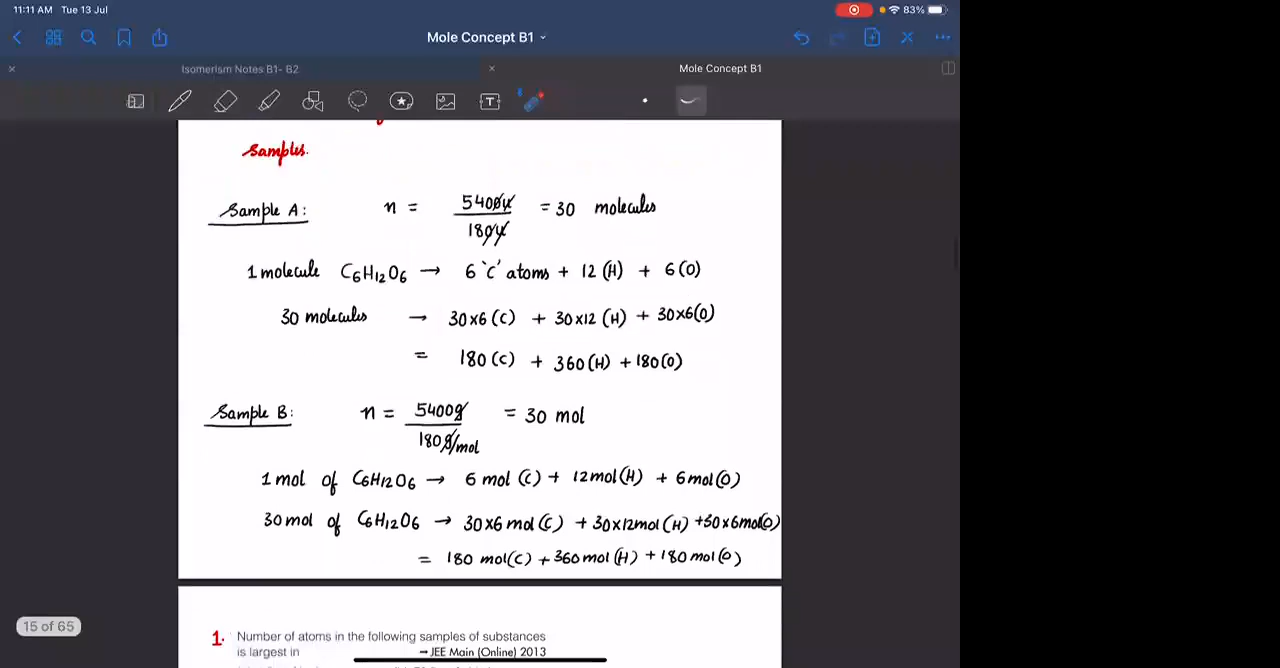 11:11 AM Tue 13 Jul 83%
Mole Concept B1
Isomerism Notes B1- B2 Mole Concept B1
Samples.
Sample A: n = 5400u / 180u = 30 molecules
1 molecule C6H12O6 → 6 'C' atoms + 12 (H) + 6 (O)
30 molecules → 30×6 (C) + 30×12 (H) + 30×6(O)
= 180 (C) + 360 (H) + 180 (O)
Sample B: n = 5400g / 180g/mol = 30 mol
1 mol of C6H12O6 → 6 mol (C) + 12 mol (H) + 6 mol (O)
30 mol of C6H12O6 → 30×6 mol (C) + 30×12 mol (H) + 30×6 mol(O)
= 180 mol(C) + 360 mol (H) + 180 mol (O)
15 of 65
1. Number of atoms in the following samples of substances
is largest in → JEE Main (Online) 2013